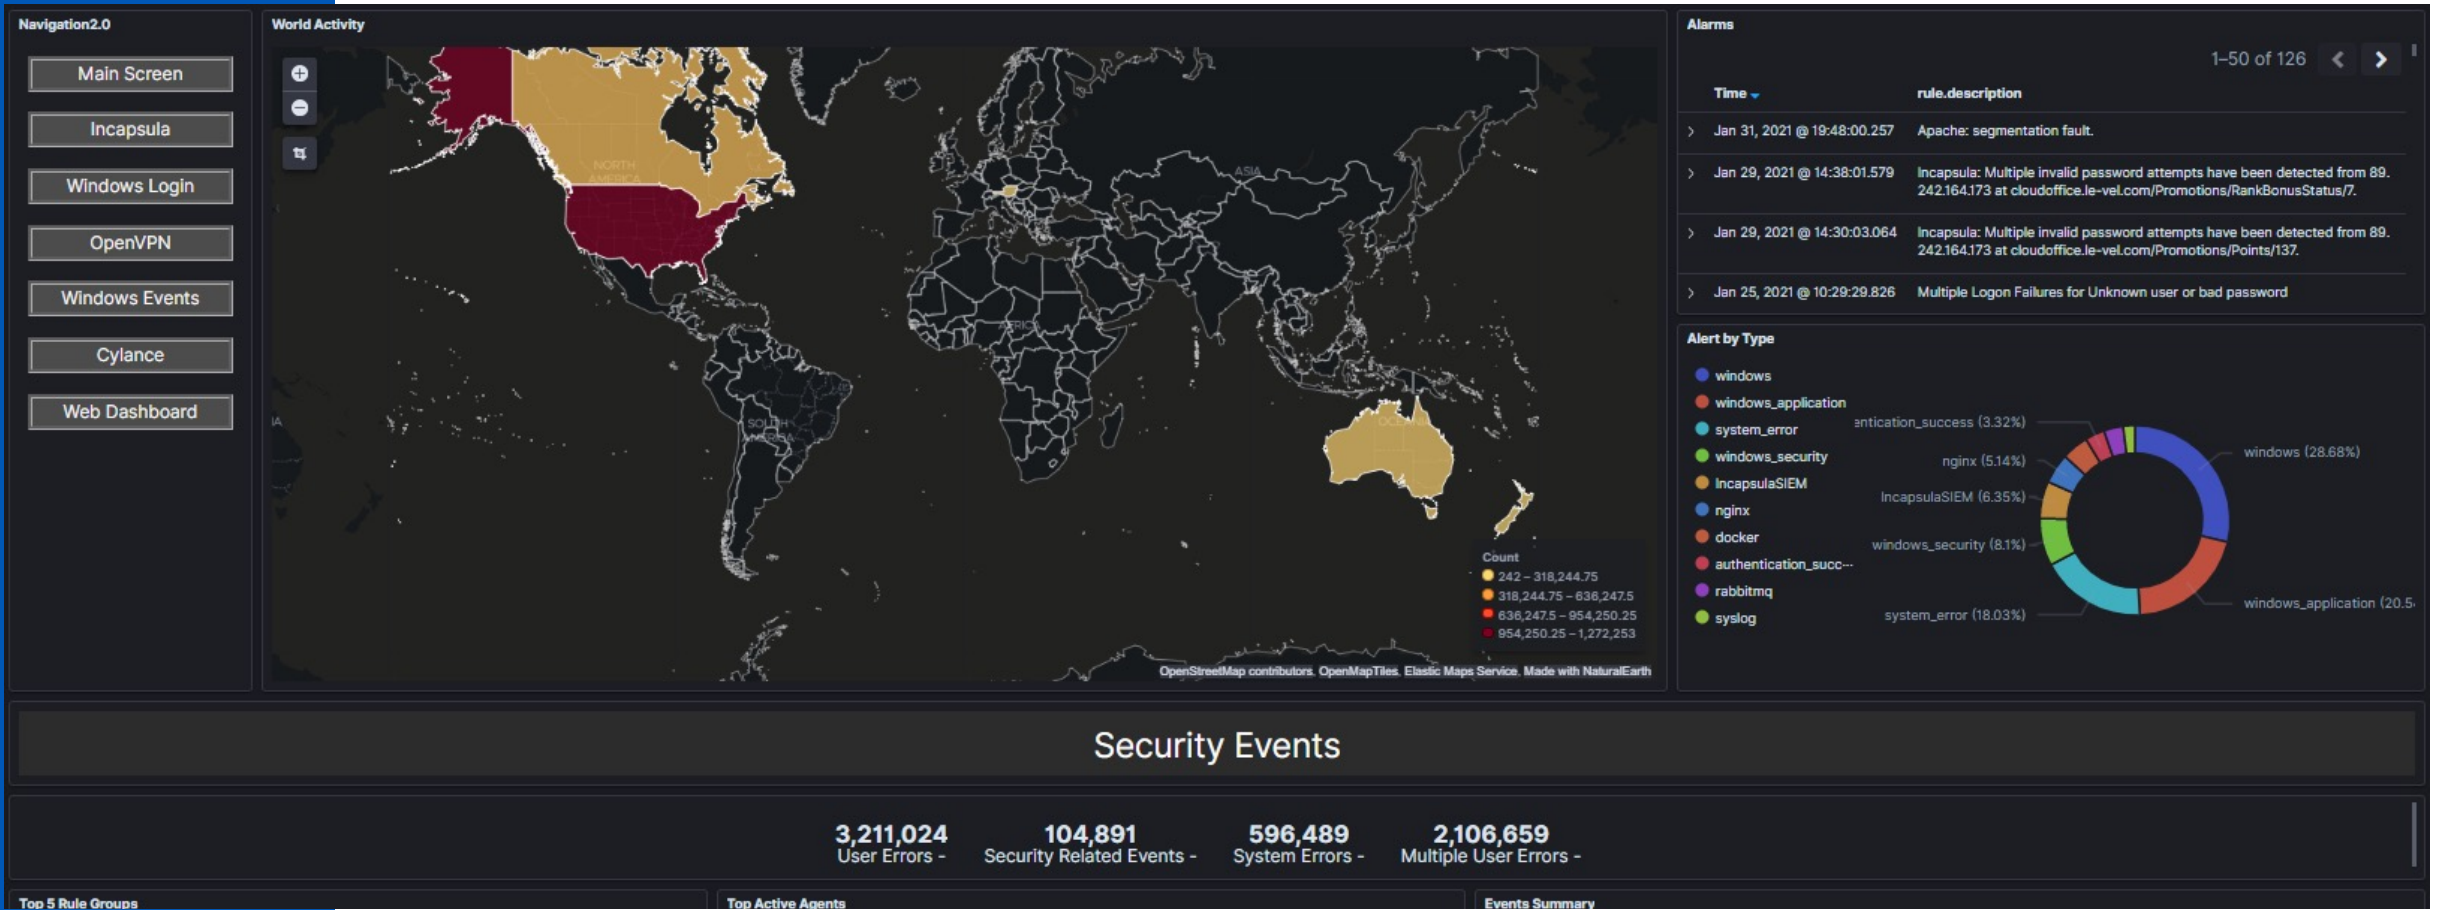 Navigation2.0
Main Screen
Incapsula
Windows Login
OpenVPN
Windows Events
Cylance
Web Dashboard
World Activity
NORTH
AMERICA
ASIA
AFRICA
SOUTH
AMERICA
OCEANIA
IA
Count
242 – 318,244.75
318,244.75 – 636,247.5
636,247.5 – 954,250.25
954,250.25 – 1,272,253
OpenStreetMap contributors, OpenMapTiles, Elastic Maps Service, Made with NaturalEarth
Alarms
1–50 of 126
Time rule.description
Jan 31, 2021 @ 19:48:00.257 Apache: segmentation fault.
Jan 29, 2021 @ 14:38:01.579 Incapsula: Multiple invalid password attempts have been detected from 89.
242.164.173 at cloudoffice.le-vel.com/Promotions/RankBonusStatus/7.
Jan 29, 2021 @ 14:30:03.064 Incapsula: Multiple invalid password attempts have been detected from 89.
242.164.173 at cloudoffice.le-vel.com/Promotions/Points/137.
Jan 25, 2021 @ 10:29:29.826 Multiple Logon Failures for Unknown user or bad password
Alert by Type
windows
windows_application
system_error
windows_security
IncapsulaSIEM
nginx
docker
authentication_succ···
rabbitmq
syslog
entication_success (3.32%)
nginx (5.14%)
IncapsulaSIEM (6.35%)
windows_security (8.1%)
system_error (18.03%)
windows (28.68%)
windows_application (20.5
Security Events
3,211,024 104,891 596,489 2,106,659
User Errors - Security Related Events - System Errors - Multiple User Errors -
Top 5 Rule Groups
Top Active Agents
Events Summary